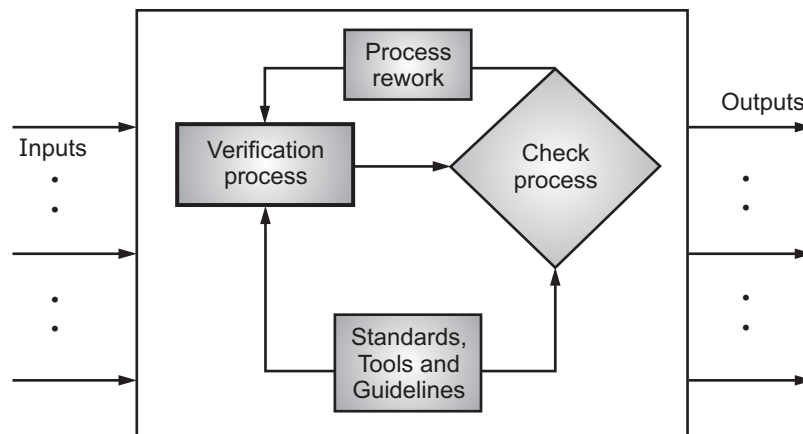 Process
rework
Outputs
Inputs
Verification
process
Check
process
Standards,
Tools and
Guidelines